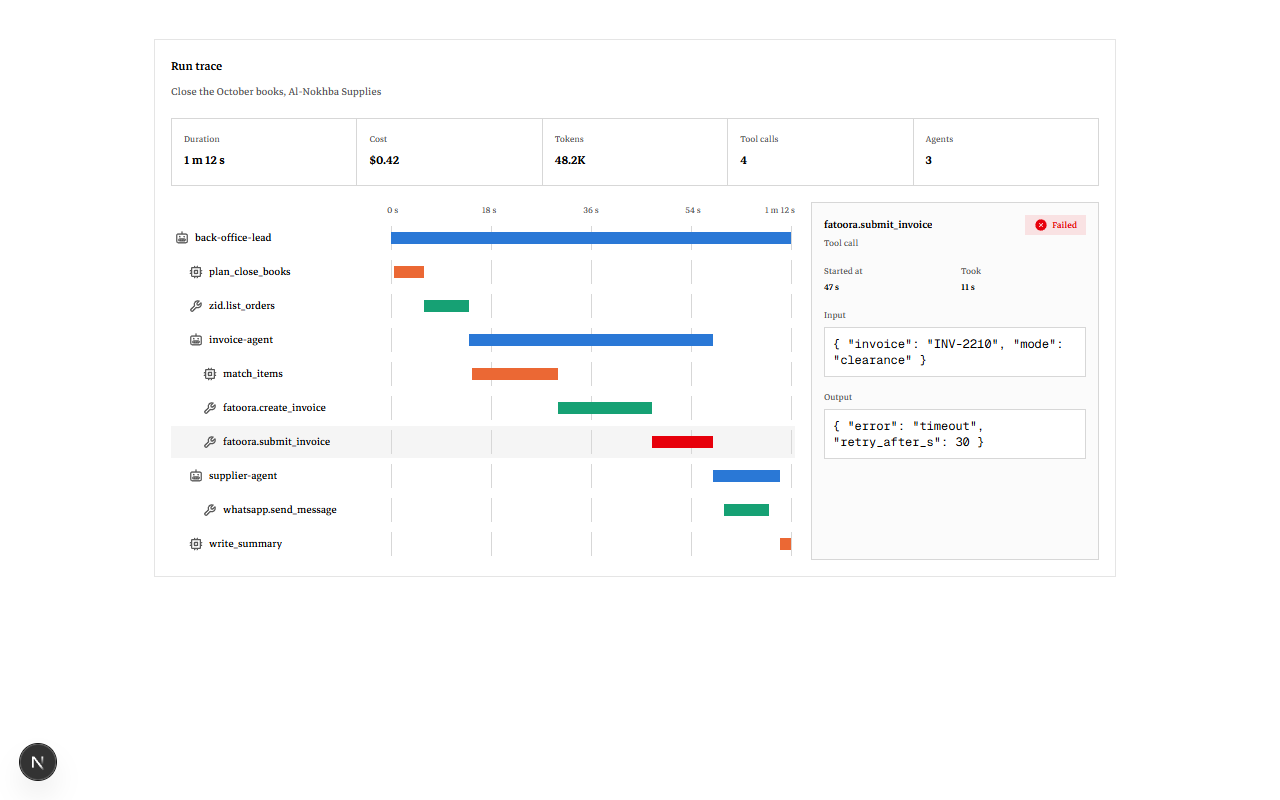 Run trace
Close the October books, Al-Nokhba Supplies
Duration
1 m 12 s
Cost
$0.42
Tokens
48.2K
Tool calls
4
Agents
3
0 s 18 s 36 s 54 s 1 m 12 s
back-office-lead
plan_close_books
zid.list_orders
invoice-agent
match_items
fatoora.create_invoice
fatoora.submit_invoice
supplier-agent
whatsapp.send_message
write_summary
fatoora.submit_invoice
Failed
Tool call
Started at
47 s
Took
11 s
Input
{ "invoice": "INV-2210", "mode":
"clearance" }
Output
{ "error": "timeout",
"retry_after_s": 30 }
N